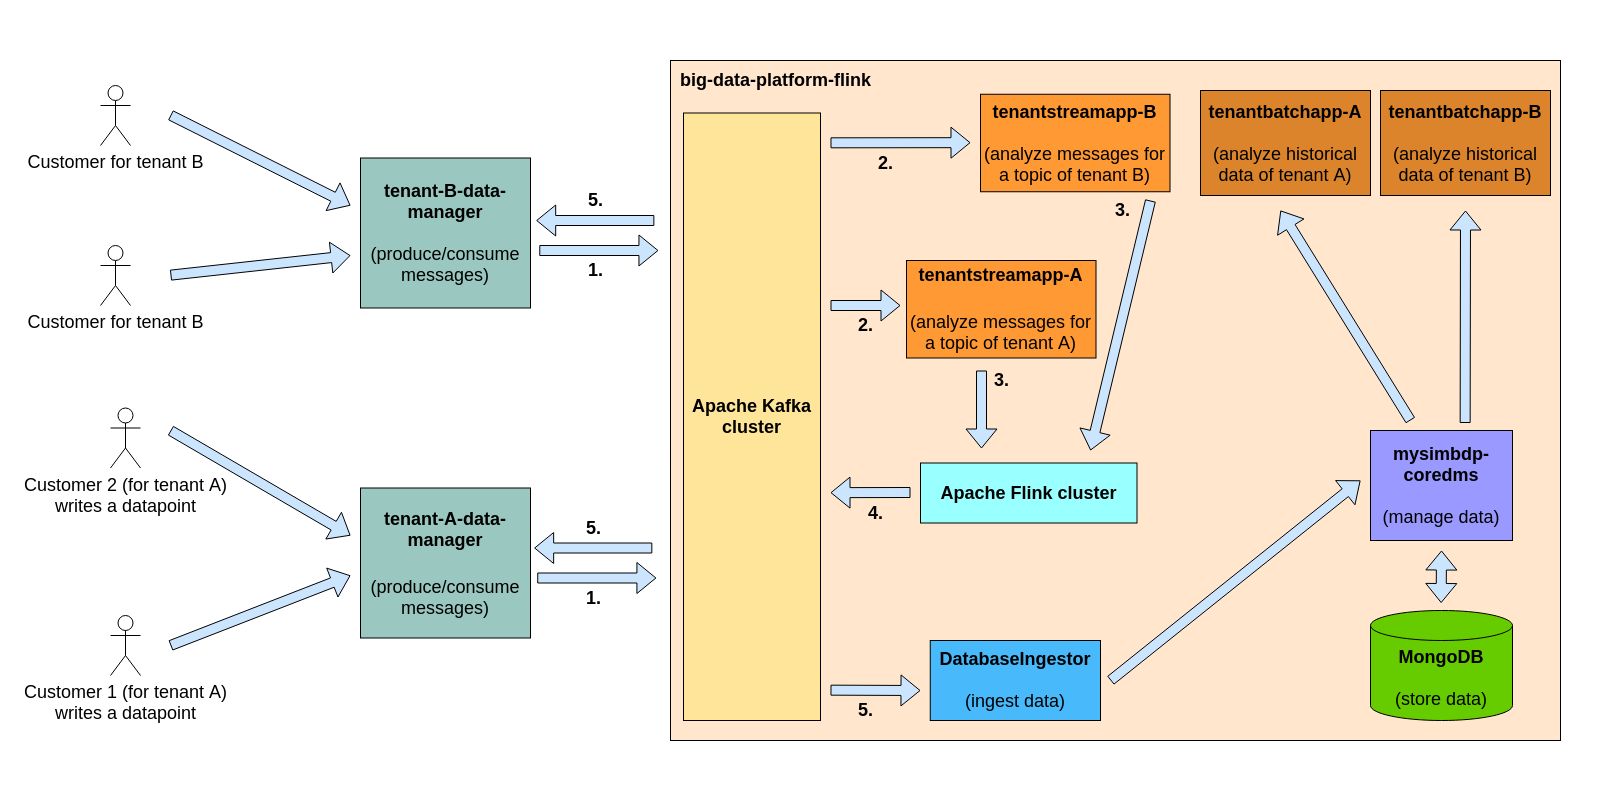 big-data-platform-flink
Customer for tenant B
Customer for tenant B
Customer 2 (for tenant A)
writes a datapoint
Customer 1 (for tenant A)
writes a datapoint
tenant-B-data-
manager
(produce/consume
messages)
5.
1.
tenant-A-data-
manager
(produce/consume
messages)
5.
1.
Apache Kafka
cluster
2.
tenantstreamapp-B
(analyze messages for
a topic of tenant B)
3.
2.
tenantstreamapp-A
(analyze messages for
a topic of tenant A)
3.
Apache Flink cluster
4.
5.
DatabaseIngestor
(ingest data)
tenantbatchapp-A
(analyze historical
data of tenant A)
tenantbatchapp-B
(analyze historical
data of tenant B)
mysimbdp-
coredms
(manage data)
MongoDB
(store data)